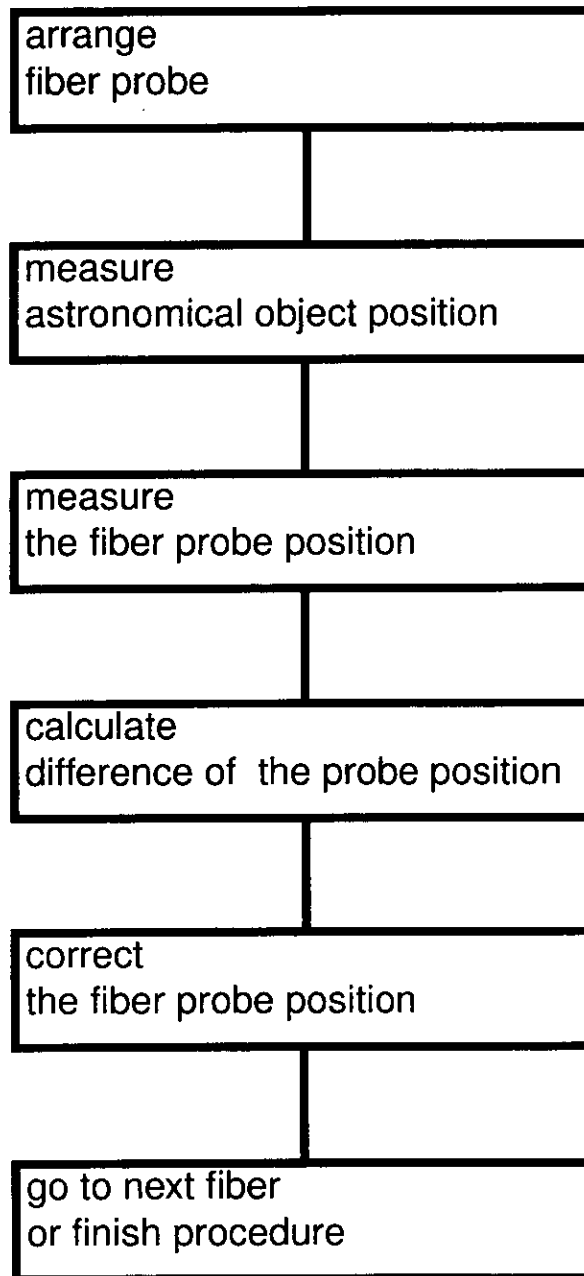 arrange
fiber probe
measure
astronomical object position
measure
the fiber probe position
calculate
difference of the probe position
correct
the fiber probe position
go to next fiber
or finish procedure